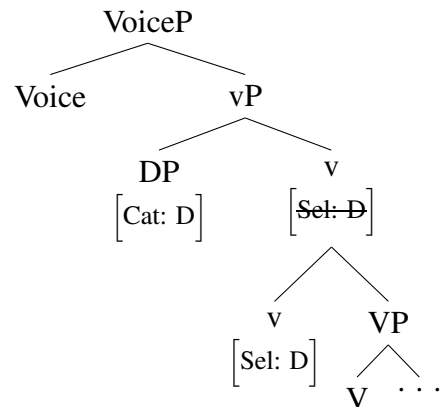 VoiceP
Voice vP
DP v
[Cat: D] [Sel: D]
v VP
[Sel: D]
V . . .